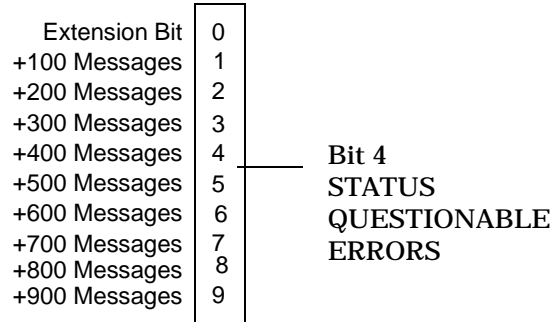 Extension Bit 0
+100 Messages 1
+200 Messages 2
+300 Messages 3
+400 Messages 4
+500 Messages 5
+600 Messages 6
+700 Messages 7
+800 Messages 8
+900 Messages 9
Bit 4
STATUS
QUESTIONABLE
ERRORS